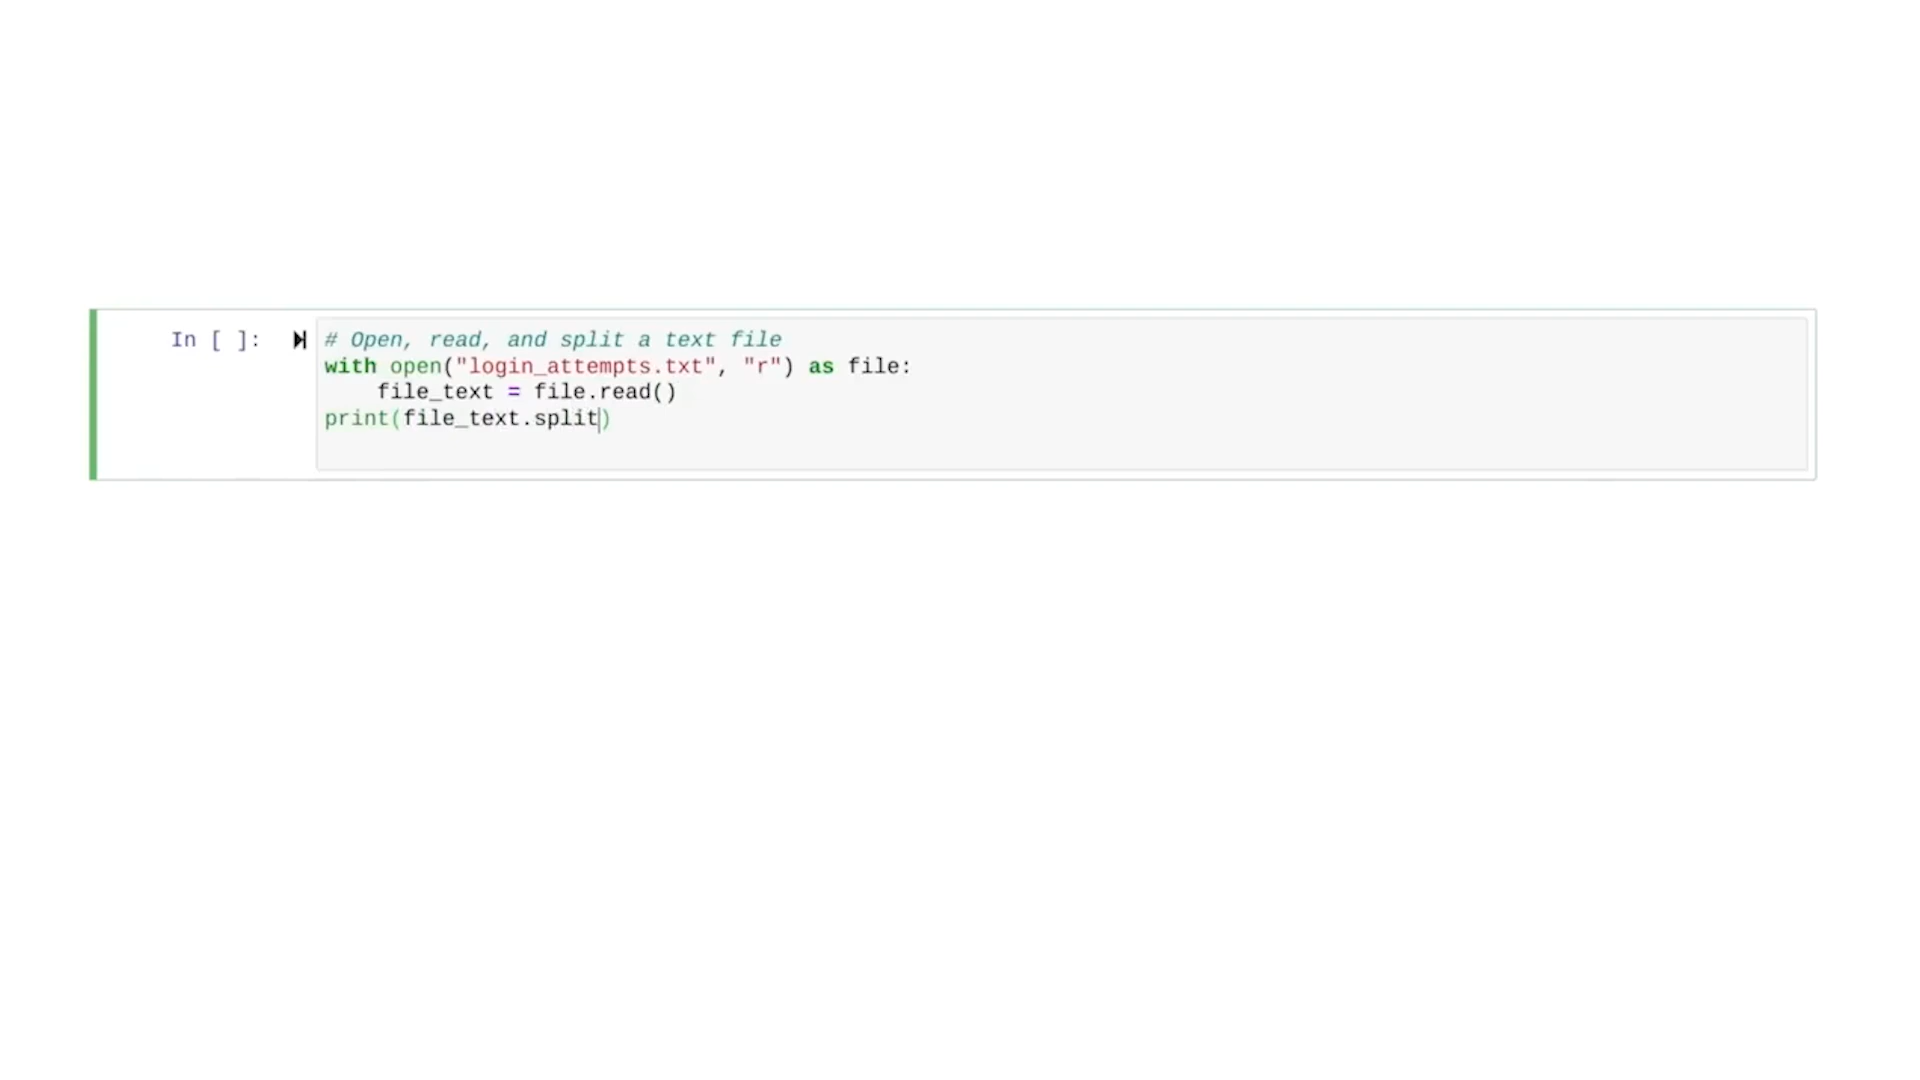 In [ ]: # Open, read, and split a text file
with open("login_attempts.txt", "r") as file:
    file_text = file.read()
print(file_text.split)